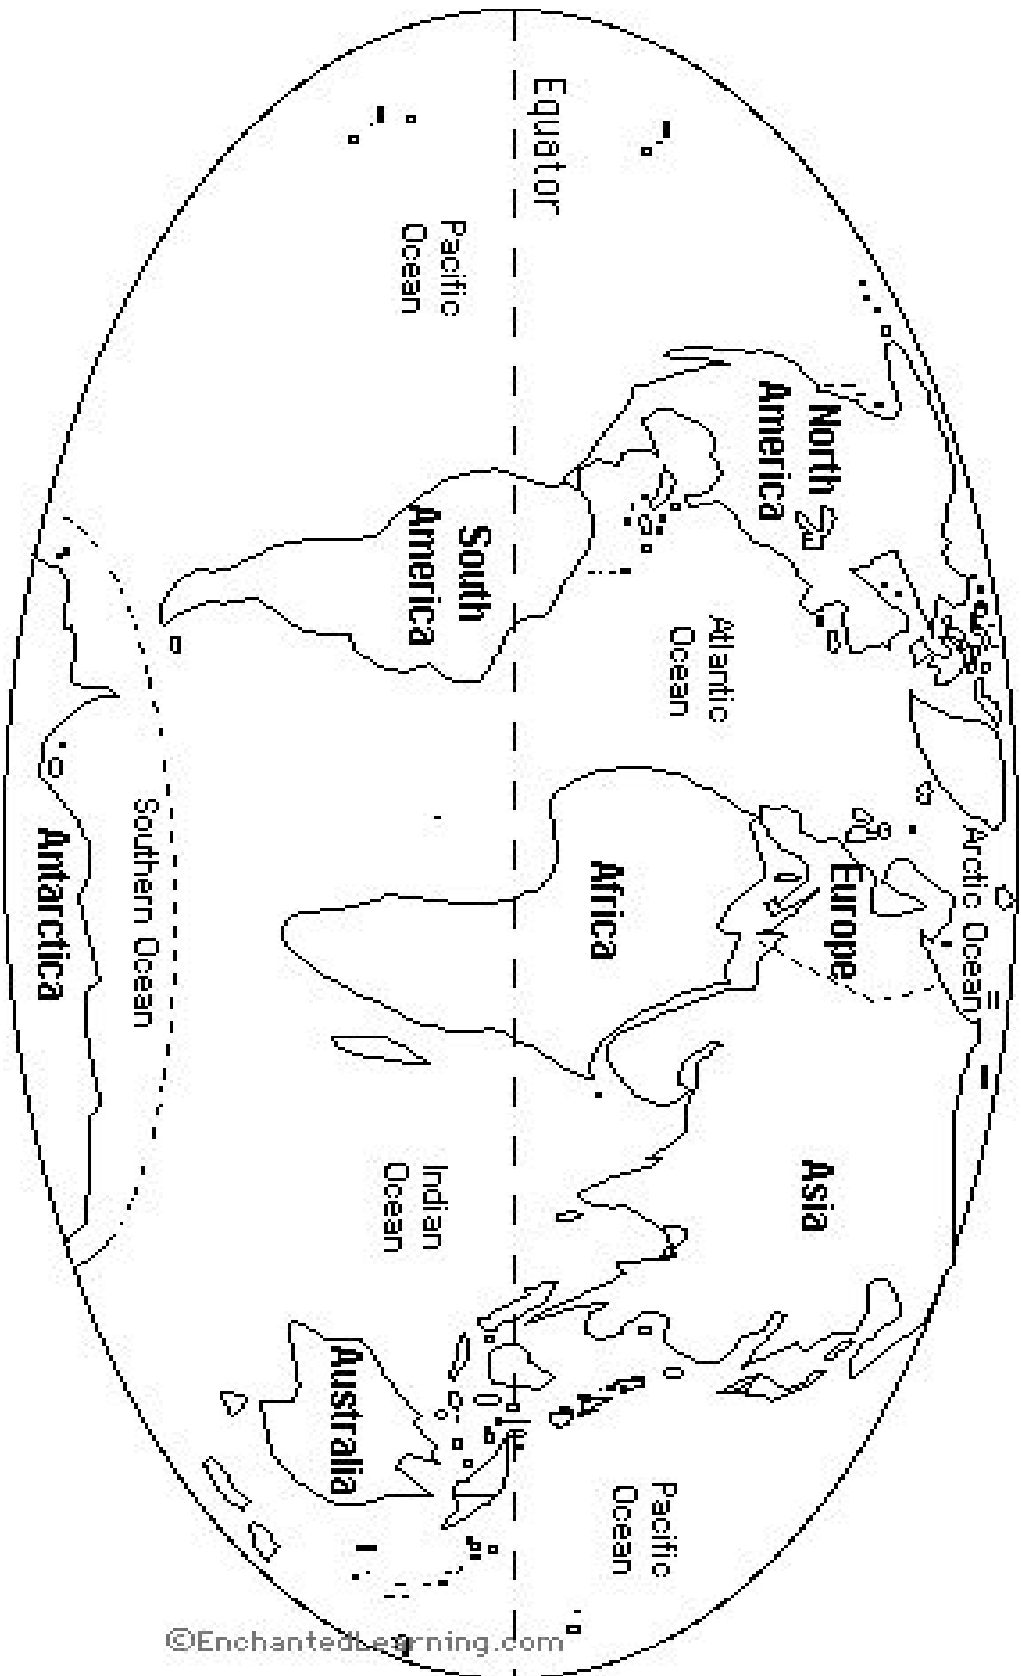 Arctic Ocean
North
America
Europe
Asia
Atlantic
Ocean
Pacific
Ocean
Africa
Equator
Pacific
Ocean
South
America
Indian
Ocean
Australia
Southern Ocean
Antarctica
©EnchantedLearning.com